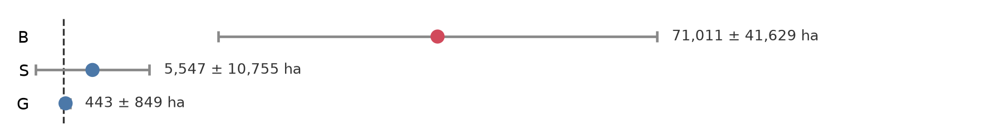 B 71,011 ± 41,629 ha
S 5,547 ± 10,755 ha
G 443 ± 849 ha